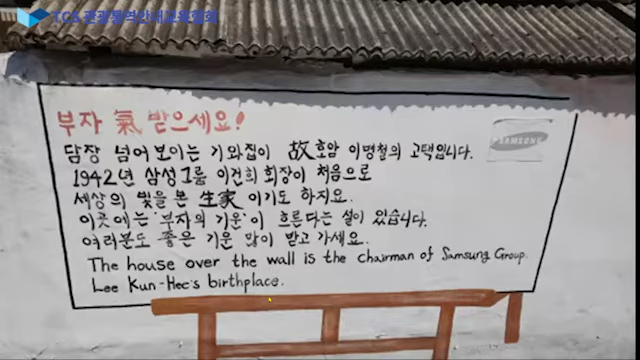 TCS 관광통역안내교육협회
부자 氣 받으세요!
SAMSUNG
담장 넘어 보이는 기와집이 故 호암 이병철의 고택입니다.
1942년 삼성그룹 이건희 회장이 처음으로
세상의 빛을 본 生家 이기도 하지요.
이곳에는 '부자의 기운'이 흐른다는 설이 있습니다.
여러분도 좋은 기운 많이 받고 가세요.
The house over the wall is the chairman of Samsung Group.
Lee Kun-Hee's birthplace.